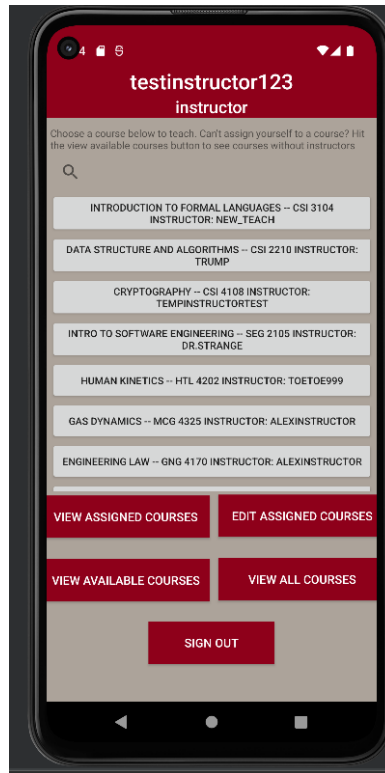 4
testinstructor123
instructor
Choose a course below to teach. Can't assign yourself to a course? Hit
the view available courses button to see courses without instructors
INTRODUCTION TO FORMAL LANGUAGES -- CSI 3104
INSTRUCTOR: NEW_TEACH
DATA STRUCTURE AND ALGORITHMS -- CSI 2210 INSTRUCTOR:
TRUMP
CRYPTOGRAPHY -- CSI 4108 INSTRUCTOR:
TEMPINSTRUCTORTEST
INTRO TO SOFTWARE ENGINEERING -- SEG 2105 INSTRUCTOR:
DR.STRANGE
HUMAN KINETICS -- HTL 4202 INSTRUCTOR: TOETOE999
GAS DYNAMICS -- MCG 4325 INSTRUCTOR: ALEXINSTRUCTOR
ENGINEERING LAW -- GNG 4170 INSTRUCTOR: ALEXINSTRUCTOR
VIEW ASSIGNED COURSES
EDIT ASSIGNED COURSES
VIEW AVAILABLE COURSES
VIEW ALL COURSES
SIGN OUT